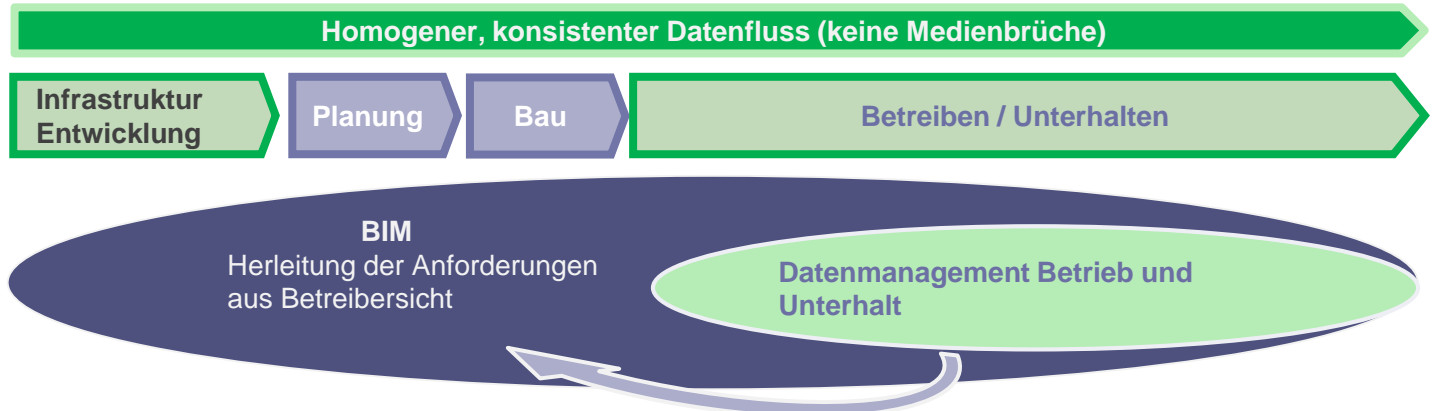 Homogener, konsistenter Datenfluss (keine Medienbrüche)
Infrastruktur
Entwicklung
Planung
Bau
Betreiben / Unterhalten
BIM
Herleitung der Anforderungen
aus Betreibersicht
Datenmanagement Betrieb und
Unterhalt